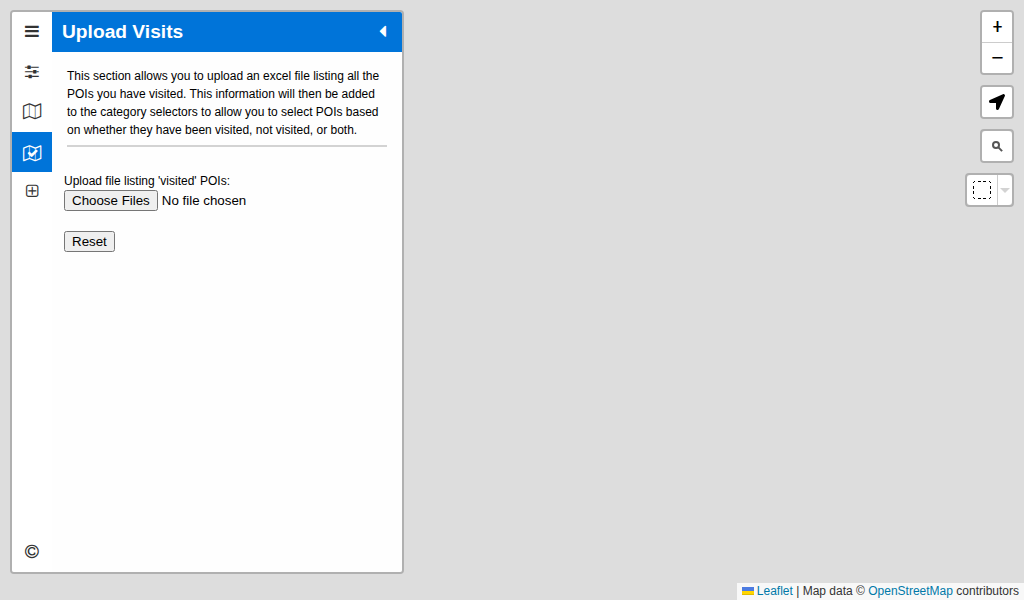 Upload Visits
This section allows you to upload an excel file listing all the
POIs you have visited. This information will then be added
to the category selectors to allow you to select POIs based
on whether they have been visited, not visited, or both.
Upload file listing 'visited' POIs:
Choose Files No file chosen
Reset
©
+
−
Leaflet | Map data © OpenStreetMap contributors